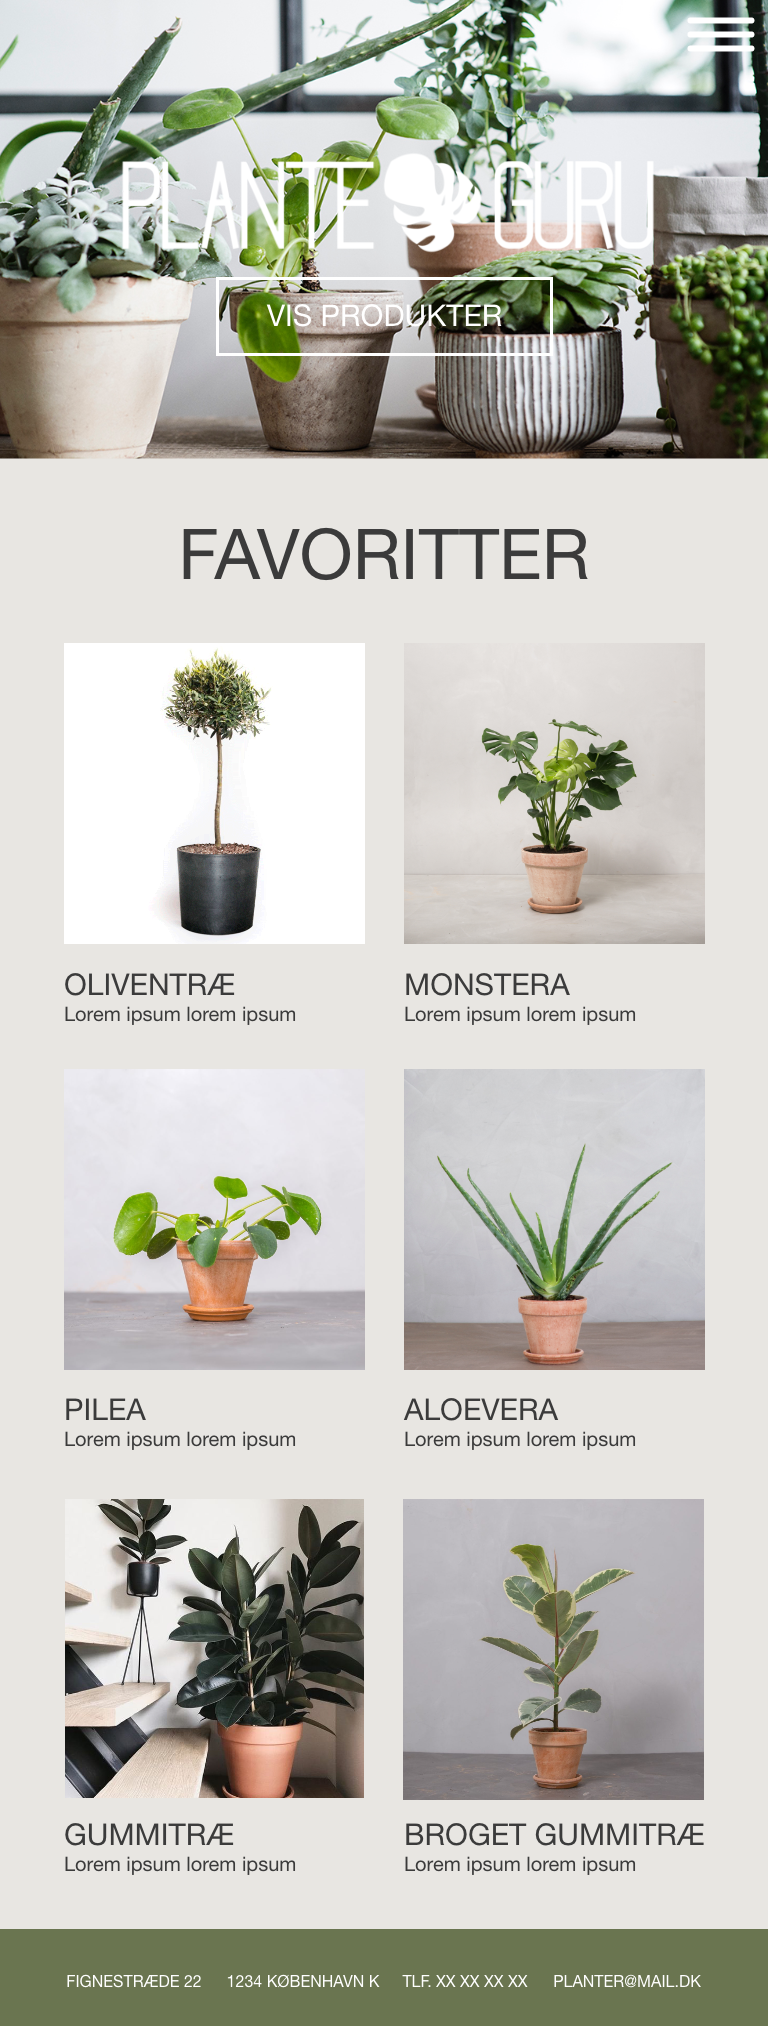 PLANTE GURU
VIS PRODUKTER
FAVORITTER
OLIVENTRÆ
Lorem ipsum lorem ipsum
MONSTERA
Lorem ipsum lorem ipsum
PILEA
Lorem ipsum lorem ipsum
ALOEVERA
Lorem ipsum lorem ipsum
GUMMITRÆ
Lorem ipsum lorem ipsum
BROGET GUMMITRÆ
Lorem ipsum lorem ipsum
FIGNESTRÆDE 22 1234 KØBENHAVN K TLF. XX XX XX XX PLANTER@MAIL.DK